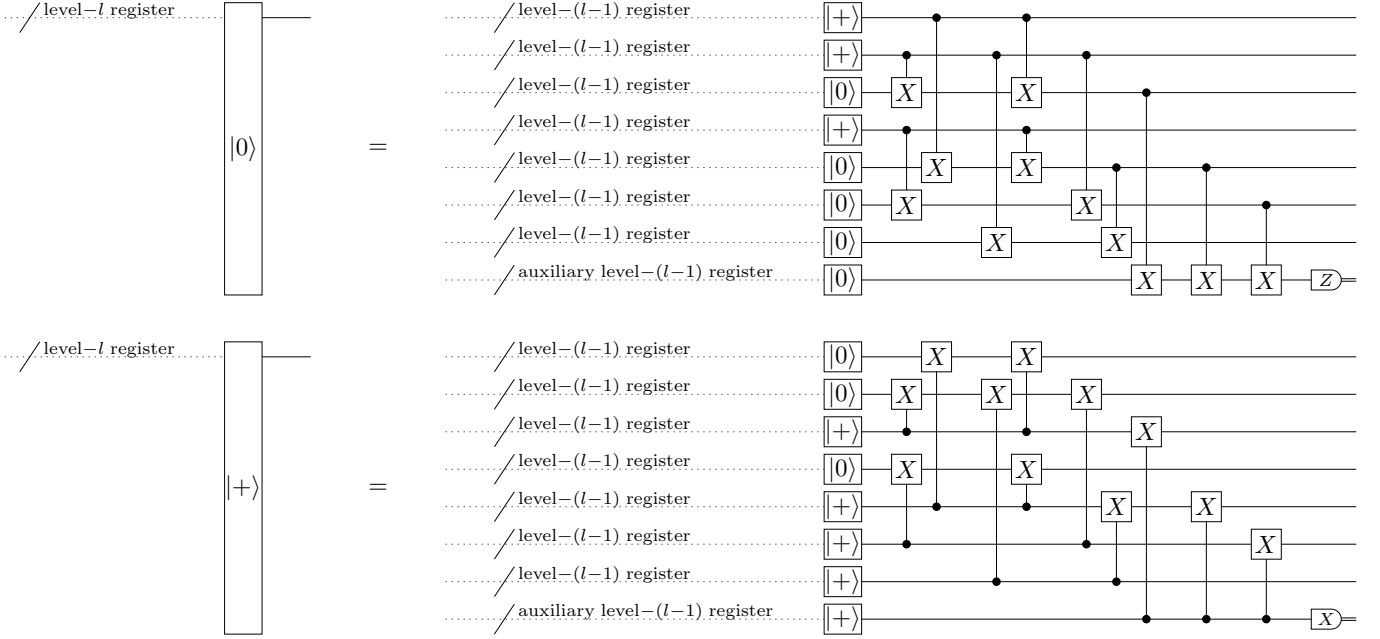 level−l register level−(l−1) register |+⟩
level−(l−1) register |+⟩
level−(l−1) register |0⟩ X X
level−(l−1) register |+⟩
|0⟩ =
level−(l−1) register |0⟩ X X
level−(l−1) register |0⟩ X X
level−(l−1) register |0⟩ X X
auxiliary level−(l−1) register |0⟩ X X X Z
level−l register level−(l−1) register |0⟩ X X
level−(l−1) register |0⟩ X X X
level−(l−1) register |+⟩ X
level−(l−1) register |0⟩ X X
|+⟩ =
level−(l−1) register |+⟩ X X
level−(l−1) register |+⟩ X
level−(l−1) register |+⟩
auxiliary level−(l−1) register |+⟩ X